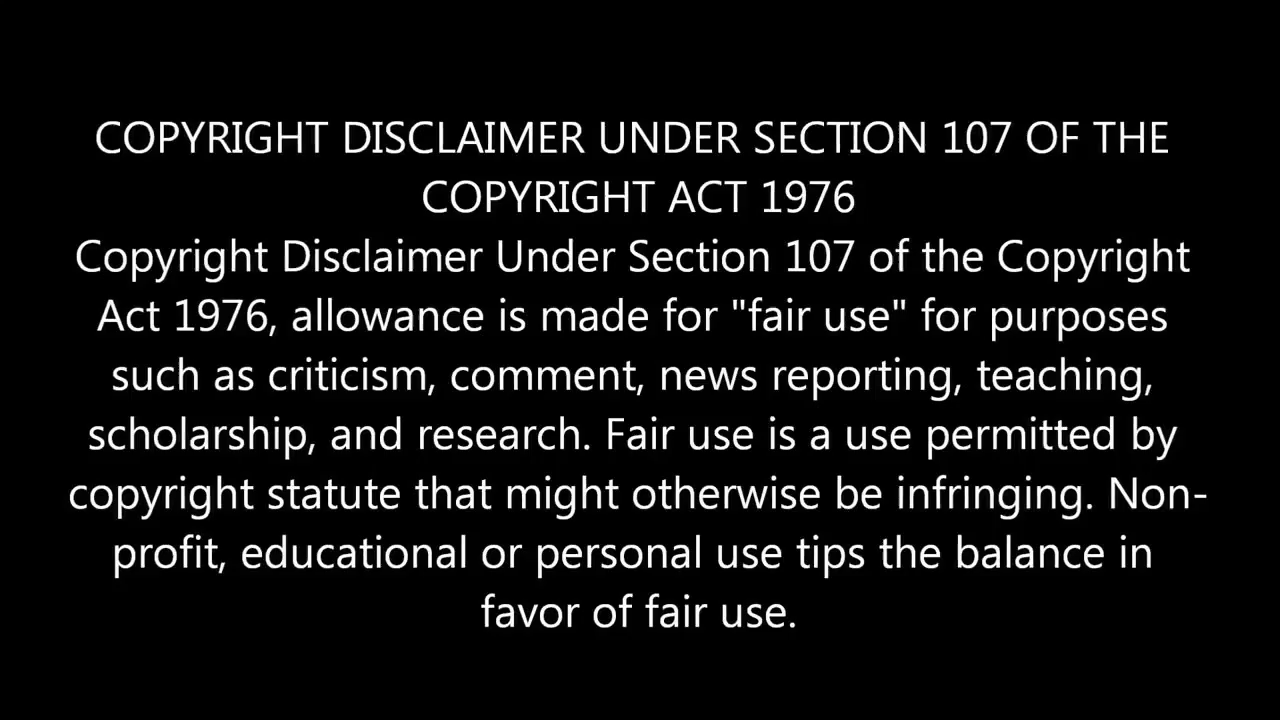 COPYRIGHT DISCLAIMER UNDER SECTION 107 OF THE
COPYRIGHT ACT 1976
Copyright Disclaimer Under Section 107 of the Copyright
Act 1976, allowance is made for "fair use" for purposes
such as criticism, comment, news reporting, teaching,
scholarship, and research. Fair use is a use permitted by
copyright statute that might otherwise be infringing. Non-
profit, educational or personal use tips the balance in
favor of fair use.